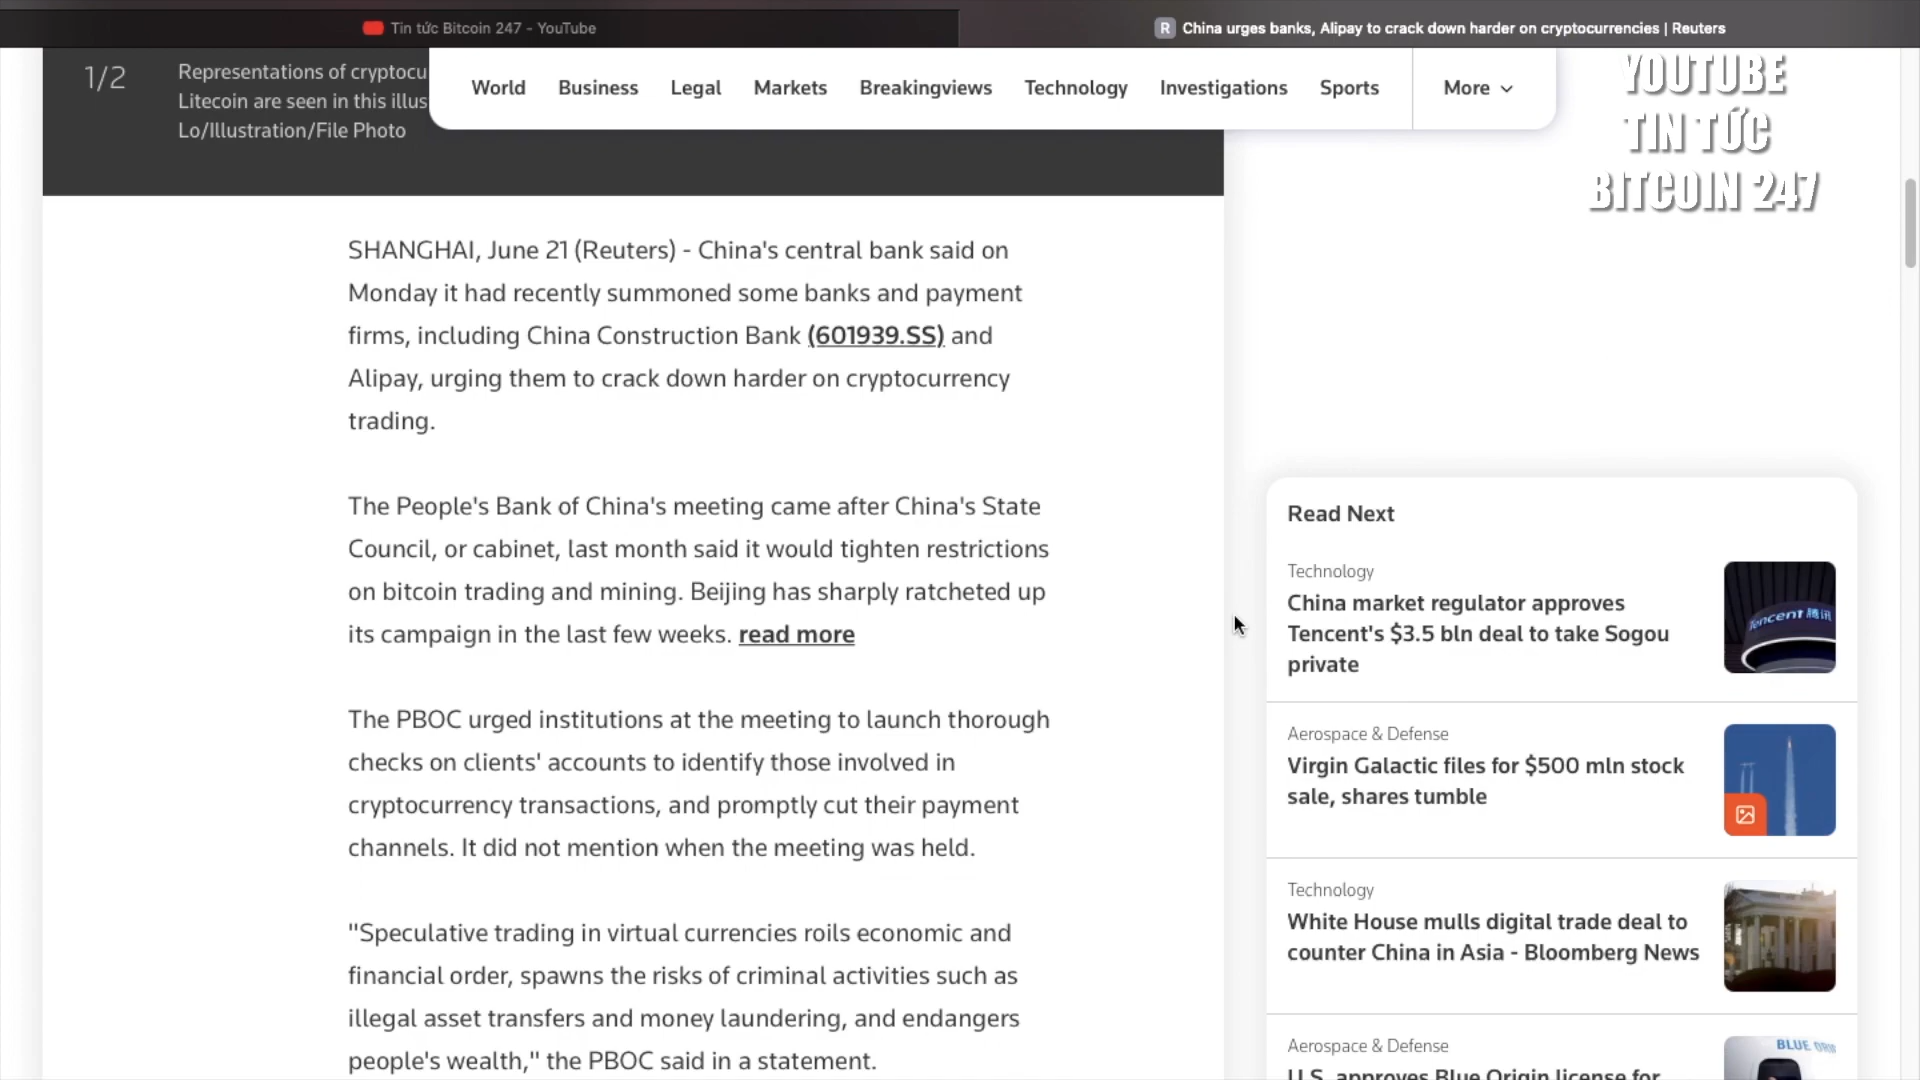 Tin tức Bitcoin 247 - YouTube
R China urges banks, Alipay to crack down harder on cryptocurrencies | Reuters
1/2
Representations of cryptocu
Litecoin are seen in this illus
Lo/Illustration/File Photo
World Business Legal Markets Breakingviews Technology Investigations Sports More
YOUTUBE
TIN TỨC
BITCOIN 247
SHANGHAI, June 21 (Reuters) - China's central bank said on
Monday it had recently summoned some banks and payment
firms, including China Construction Bank (601939.SS) and
Alipay, urging them to crack down harder on cryptocurrency
trading.
The People's Bank of China's meeting came after China's State
Council, or cabinet, last month said it would tighten restrictions
on bitcoin trading and mining. Beijing has sharply ratcheted up
its campaign in the last few weeks. read more
The PBOC urged institutions at the meeting to launch thorough
checks on clients' accounts to identify those involved in
cryptocurrency transactions, and promptly cut their payment
channels. It did not mention when the meeting was held.
"Speculative trading in virtual currencies roils economic and
financial order, spawns the risks of criminal activities such as
illegal asset transfers and money laundering, and endangers
people's wealth," the PBOC said in a statement.
Read Next
Technology
China market regulator approves
Tencent's $3.5 bln deal to take Sogou
private
Tencent 腾讯
Aerospace & Defense
Virgin Galactic files for $500 mln stock
sale, shares tumble
Technology
White House mulls digital trade deal to
counter China in Asia - Bloomberg News
Aerospace & Defense
U.S. approves Blue Origin license for
BLUE ORI